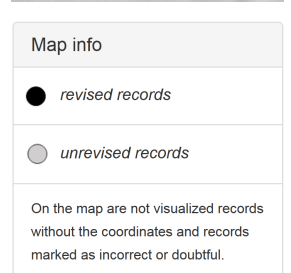 Map info
revised records
unrevised records
On the map are not visualized records
without the coordinates and records
marked as incorrect or doubtful.